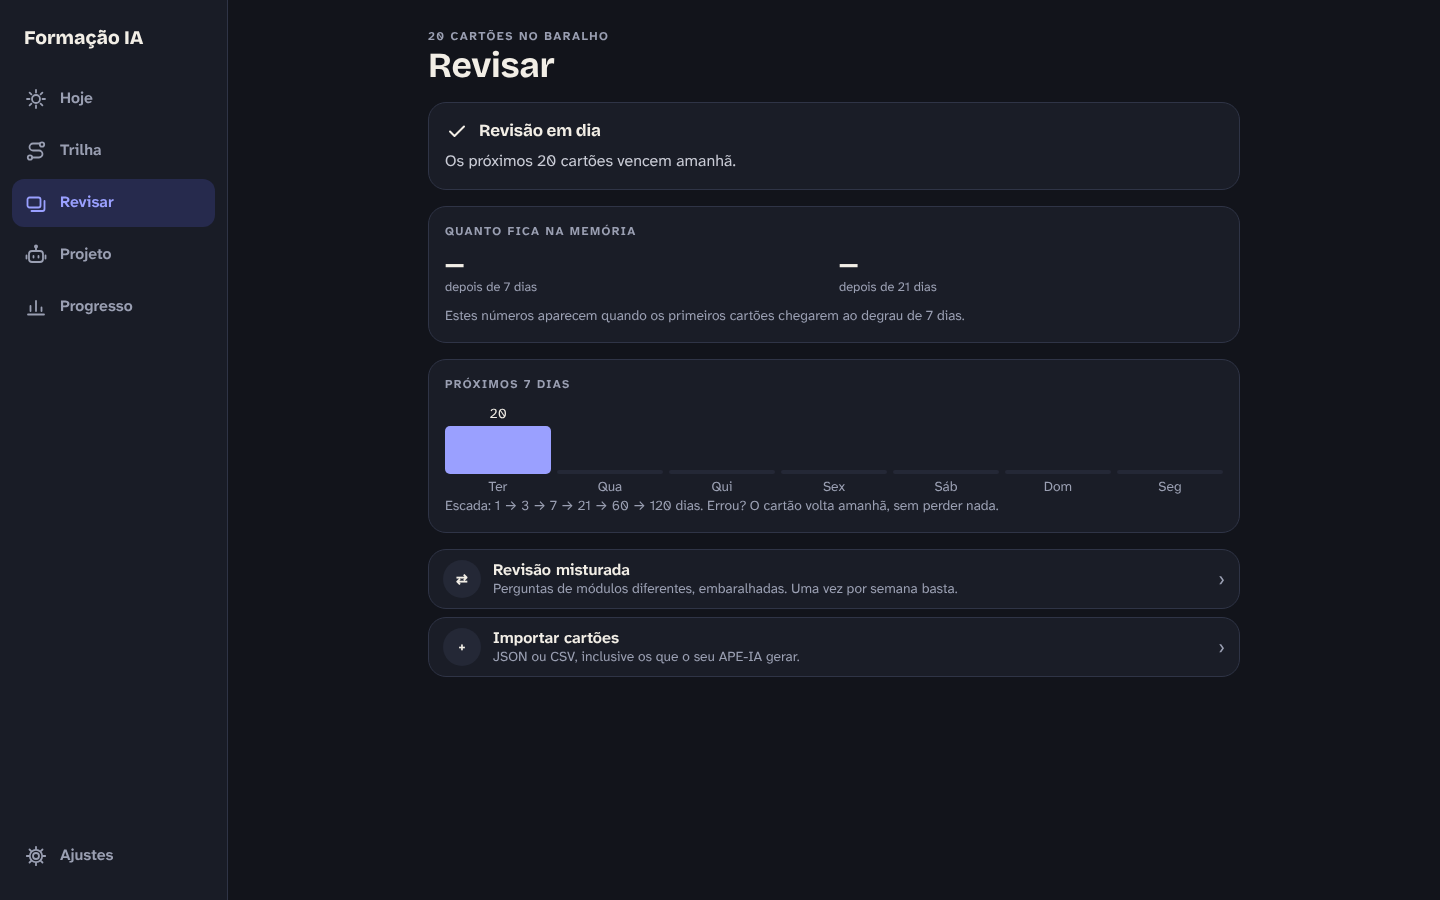 Formação IA
Hoje
Trilha
Revisar
Projeto
Progresso
Ajustes
20 CARTÕES NO BARALHO
Revisar
Revisão em dia
Os próximos 20 cartões vencem amanhã.
QUANTO FICA NA MEMÓRIA
— —
depois de 7 dias depois de 21 dias
Estes números aparecem quando os primeiros cartões chegarem ao degrau de 7 dias.
PRÓXIMOS 7 DIAS
20
Ter Qua Qui Sex Sáb Dom Seg
Escada: 1 → 3 → 7 → 21 → 60 → 120 dias. Errou? O cartão volta amanhã, sem perder nada.
⇄ Revisão misturada
Perguntas de módulos diferentes, embaralhadas. Uma vez por semana basta. ›
+ Importar cartões
JSON ou CSV, inclusive os que o seu APE-IA gerar. ›